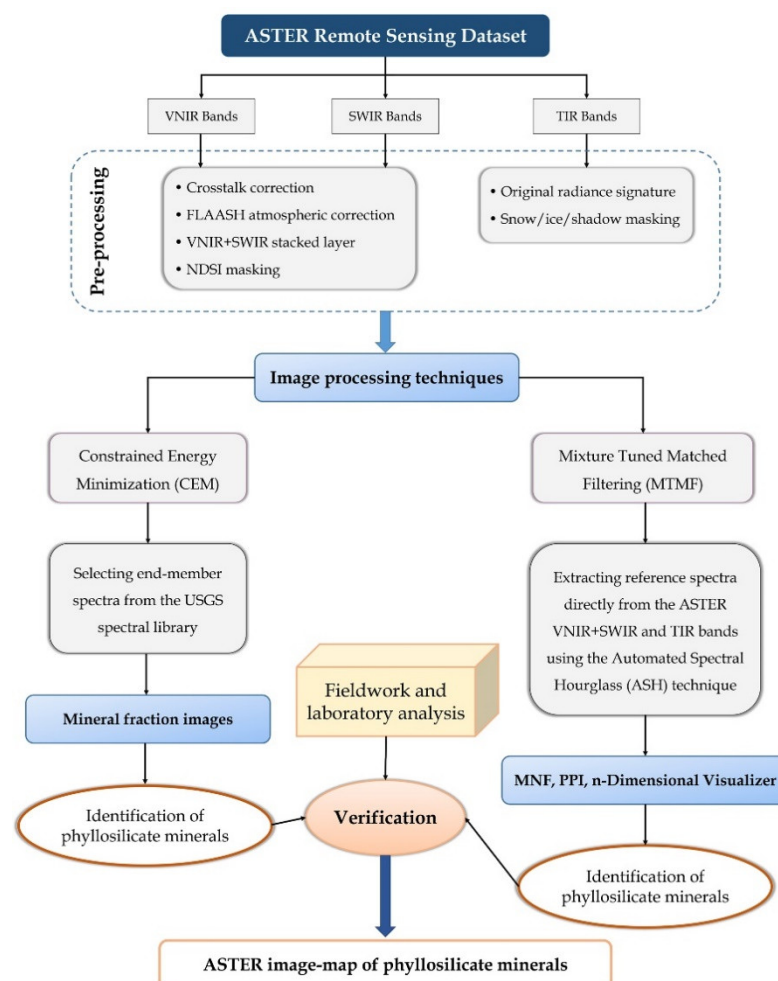 ASTER Remote Sensing Dataset
VNIR Bands
SWIR Bands
TIR Bands
Pre-processing
• Crosstalk correction
• FLAASH atmospheric correction
• VNIR+SWIR stacked layer
• NDSI masking
• Original radiance signature
• Snow/ice/shadow masking
Image processing techniques
Constrained Energy
Minimization (CEM)
Mixture Tuned Matched
Filtering (MTMF)
Selecting end-member
spectra from the USGS
spectral library
Extracting reference spectra
directly from the ASTER
VNIR+SWIR and TIR bands
using the Automated Spectral
Hourglass (ASH) technique
Fieldwork and
laboratory analysis
Mineral fraction images
MNF, PPI, n-Dimensional Visualizer
Identification of
phyllosilicate minerals
Verification
Identification of
phyllosilicate minerals
ASTER image-map of phyllosilicate minerals